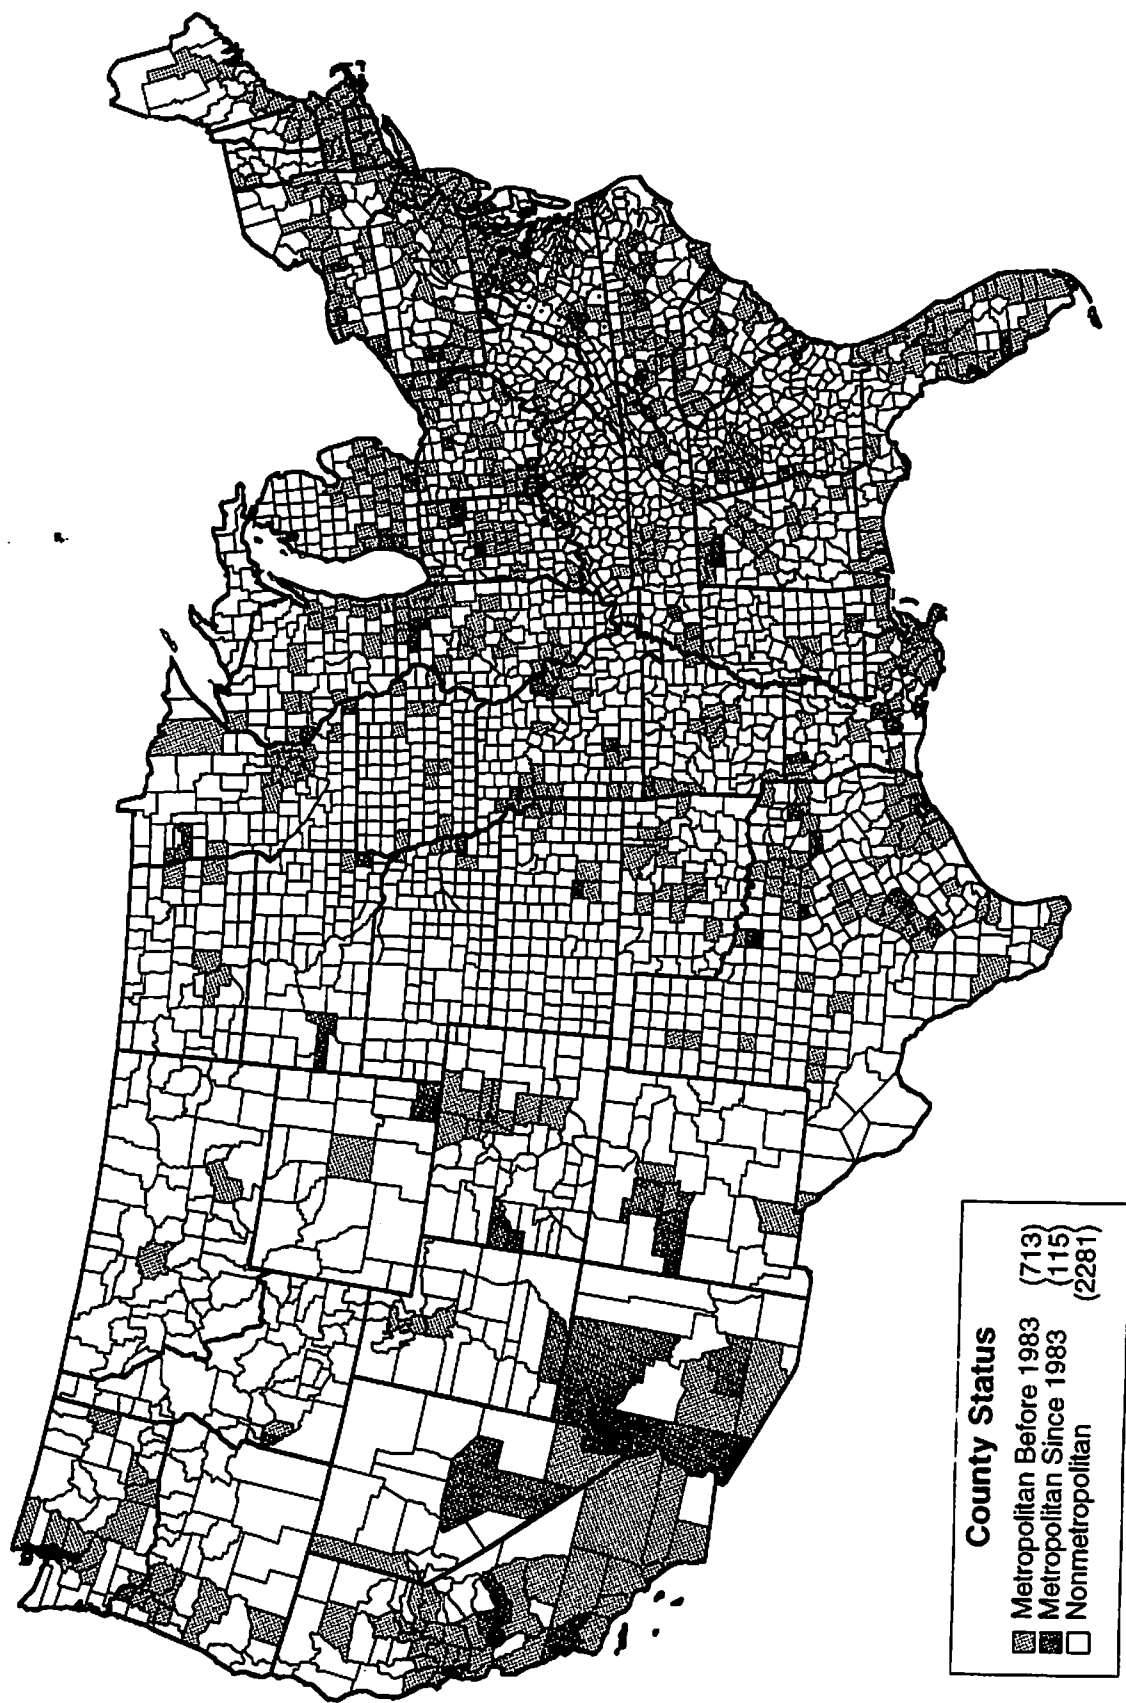 County Status
Metropolitan Before 1983 (713)
Metropolitan Since 1983 (115)
Nonmetropolitan (2281)